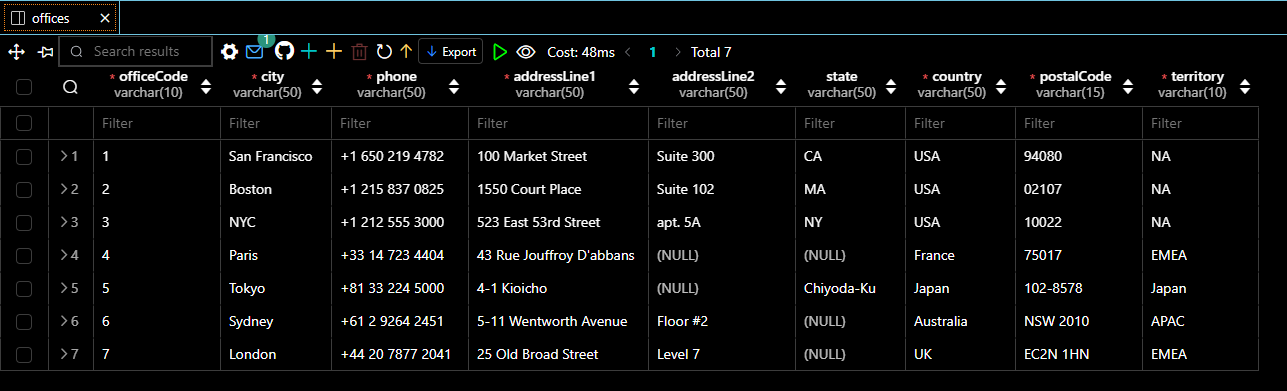 offices
1
Search results Export Cost: 48ms 1 Total 7
* officeCode * city * phone * addressLine1 addressLine2 state * country * postalCode * territory
varchar(10) varchar(50) varchar(50) varchar(50) varchar(50) varchar(50) varchar(50) varchar(15) varchar(10)
Filter Filter Filter Filter Filter Filter Filter Filter Filter
1 1 San Francisco +1 650 219 4782 100 Market Street Suite 300 CA USA 94080 NA
2 2 Boston +1 215 837 0825 1550 Court Place Suite 102 MA USA 02107 NA
3 3 NYC +1 212 555 3000 523 East 53rd Street apt. 5A NY USA 10022 NA
4 4 Paris +33 14 723 4404 43 Rue Jouffroy D'abbans (NULL) (NULL) France 75017 EMEA
5 5 Tokyo +81 33 224 5000 4-1 Kioicho (NULL) Chiyoda-Ku Japan 102-8578 Japan
6 6 Sydney +61 2 9264 2451 5-11 Wentworth Avenue Floor #2 (NULL) Australia NSW 2010 APAC
7 7 London +44 20 7877 2041 25 Old Broad Street Level 7 (NULL) UK EC2N 1HN EMEA